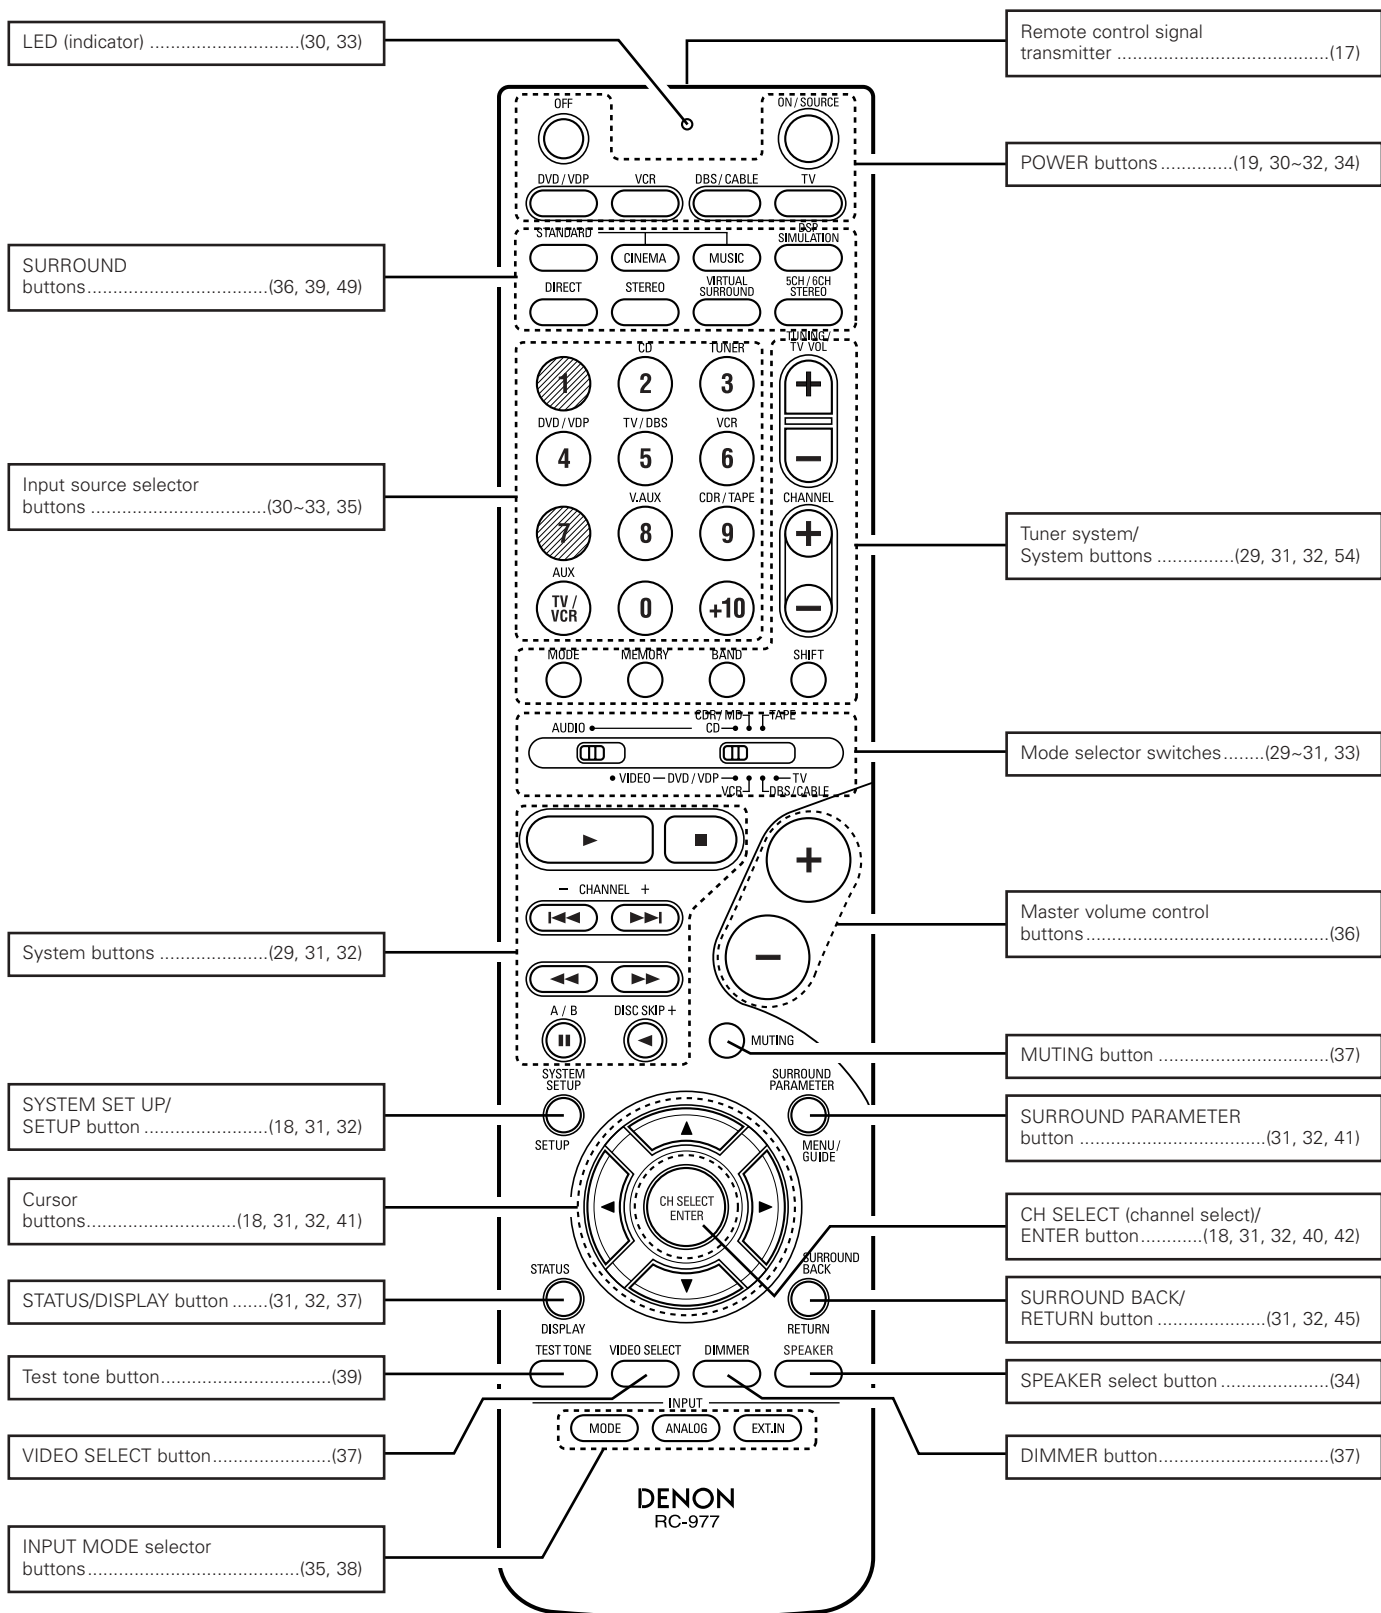 LED (indicator) .............................(30, 33)
Remote control signal
transmitter .........................................(17)
POWER buttons ..............(19, 30~32, 34)
SURROUND
buttons...................................(36, 39, 49)
Input source selector
buttons ..................................(30~33, 35)
Tuner system/
System buttons ...............(29, 31, 32, 54)
Mode selector switches........(29~31, 33)
Master volume control
buttons...............................................(36)
System buttons .....................(29, 31, 32)
MUTING button ................................(37)
SYSTEM SET UP/
SETUP button ......................(18, 31, 32)
SURROUND PARAMETER
button ....................................(31, 32, 41)
Cursor
buttons.............................(18, 31, 32, 41)
CH SELECT (channel select)/
ENTER button............(18, 31, 32, 40, 42)
STATUS/DISPLAY button .......(31, 32, 37)
SURROUND BACK/
RETURN button .....................(31, 32, 45)
Test tone button.................................(39)
SPEAKER select button .....................(34)
VIDEO SELECT button.......................(37)
DIMMER button.................................(37)
INPUT MODE selector
buttons.........................................(35, 38)
OFF
ON / SOURCE
DVD / VDP
VCR
DBS / CABLE
TV
STANDARD
CINEMA
MUSIC
DSP
SIMULATION
DIRECT
STEREO
VIRTUAL
SURROUND
5CH / 6CH
STEREO
CD
TUNER
TUNING /
TV VOL
1
2
3
+
DVD / VDP
TV / DBS
VCR
4
5
6
−
V.AUX
CDR / TAPE
CHANNEL
7
8
9
+
AUX
TV /
VCR
0
+10
−
MODE
MEMORY
BAND
SHIFT
CDR / MD
TAPE
AUDIO
CD
VIDEO
DVD / VDP
TV
VCR
DBS / CABLE
+
− CHANNEL +
−
A / B
DISC SKIP +
MUTING
SYSTEM
SETUP
SURROUND
PARAMETER
SETUP
MENU /
GUIDE
CH SELECT
ENTER
STATUS
SURROUND
BACK
DISPLAY
RETURN
TEST TONE
VIDEO SELECT
DIMMER
SPEAKER
INPUT
MODE
ANALOG
EXT.IN
DENON
RC-977